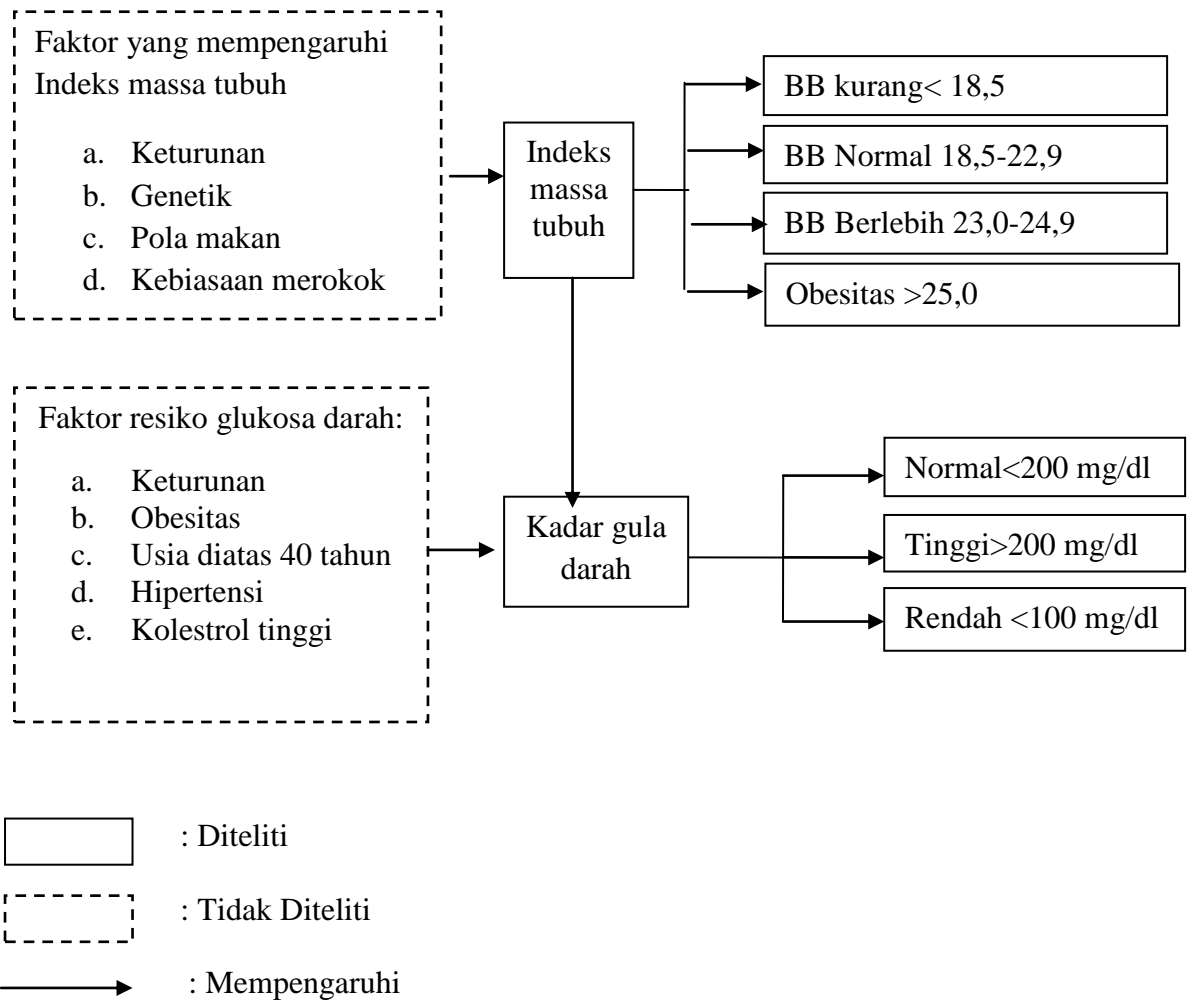 Faktor yang mempengaruhi
Indeks massa tubuh
a. Keturunan
b. Genetik
c. Pola makan
d. Kebiasaan merokok
Indeks
massa
tubuh
BB kurang< 18,5
BB Normal 18,5-22,9
BB Berlebih 23,0-24,9
Obesitas >25,0
Faktor resiko glukosa darah:
a. Keturunan
b. Obesitas
c. Usia diatas 40 tahun
d. Hipertensi
e. Kolestrol tinggi
Kadar gula
darah
Normal<200 mg/dl
Tinggi>200 mg/dl
Rendah <100 mg/dl
: Diteliti
: Tidak Diteliti
: Mempengaruhi